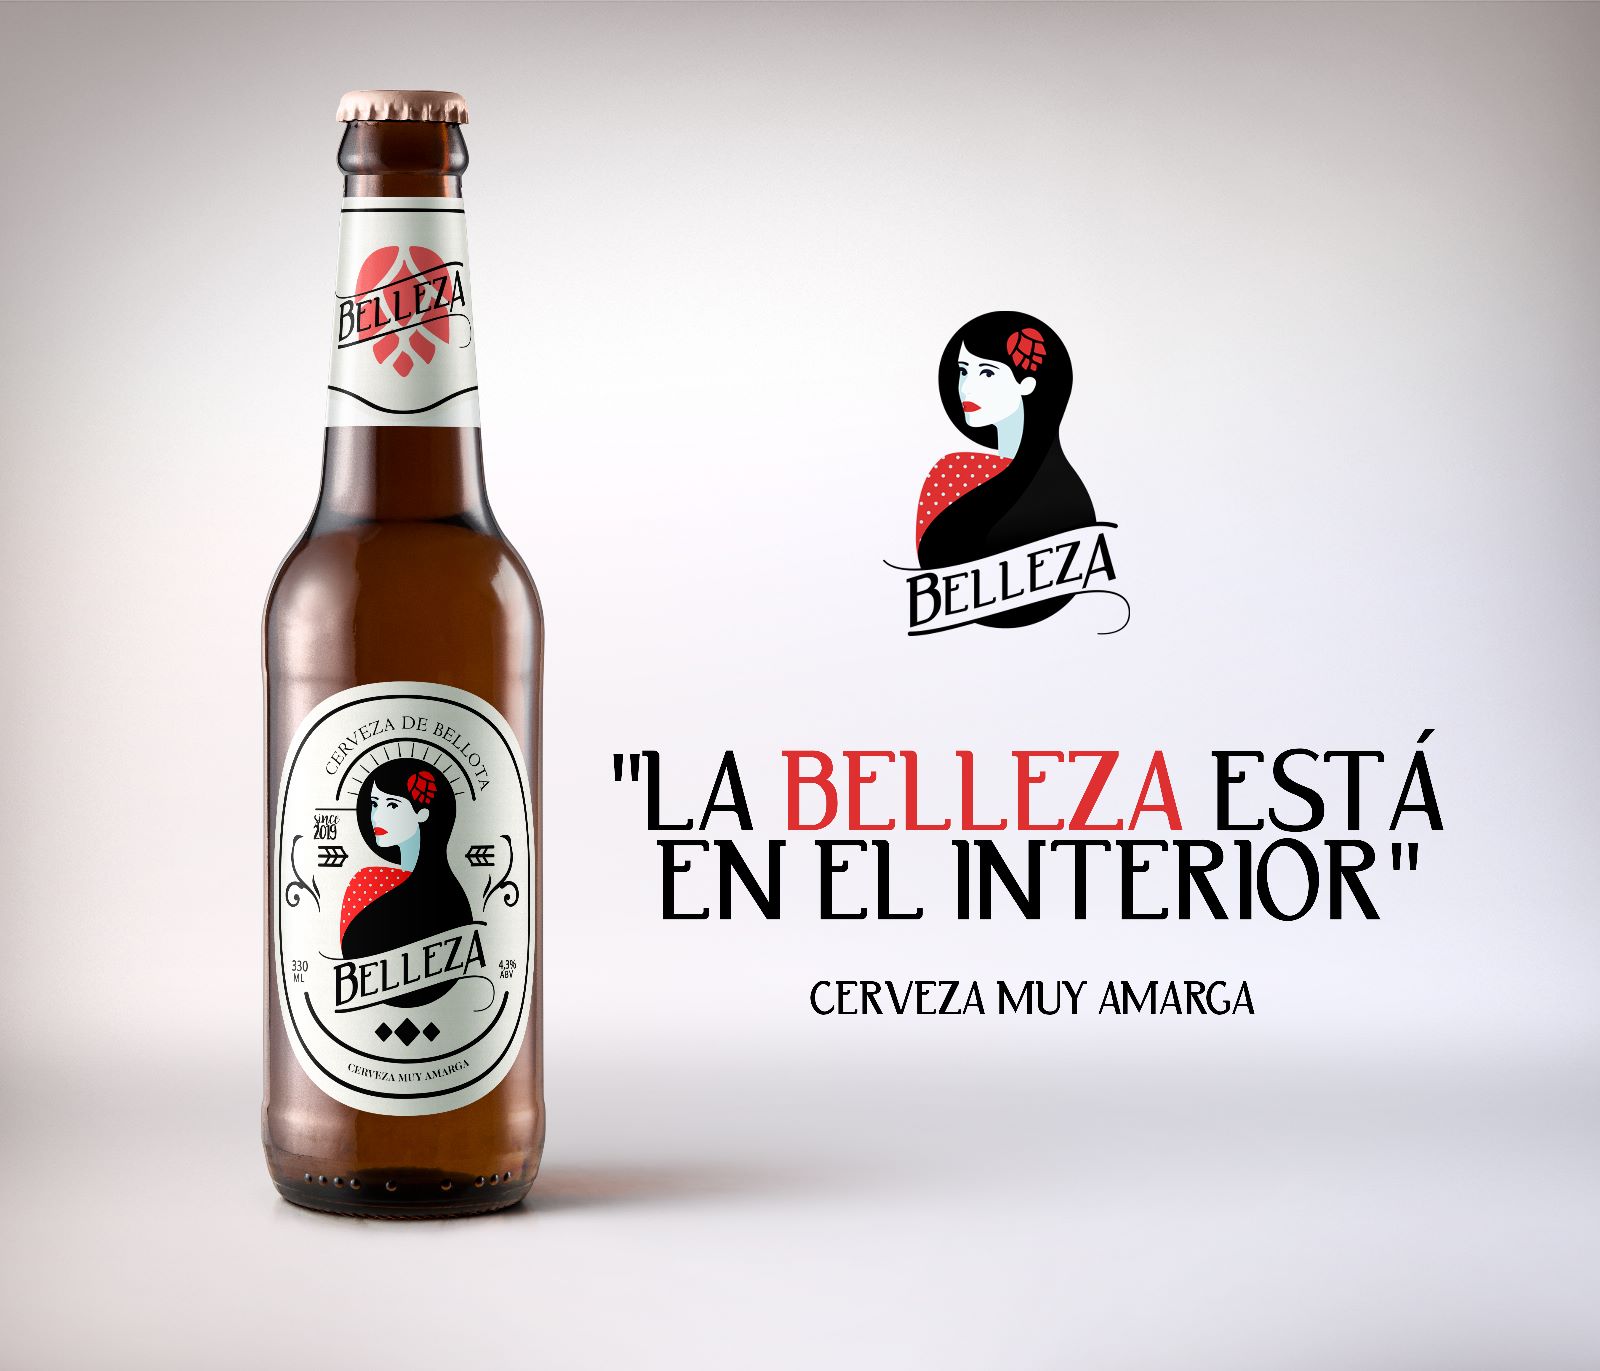 BELLEZA
CERVEZA DE BELLOTA
since
2019
330
ML
4,3%
ABV
BELLEZA
CERVEZA MUY AMARGA
BELLEZA
"LA BELLEZA ESTÁ
EN EL INTERIOR"
CERVEZA MUY AMARGA